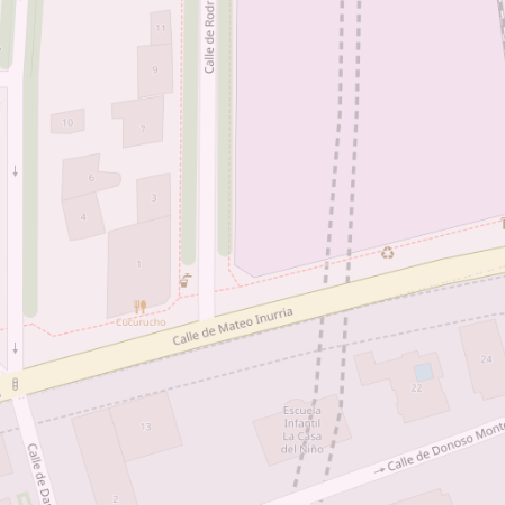 11
Calle de Rodr
9
10
7
6
3
4
1
Cucurucho
Calle de Mateo Inurria
24
22
Escuela
Infantil
La Casa
del Niño
13
Calle de Donoso Monte
Calle de Da
2